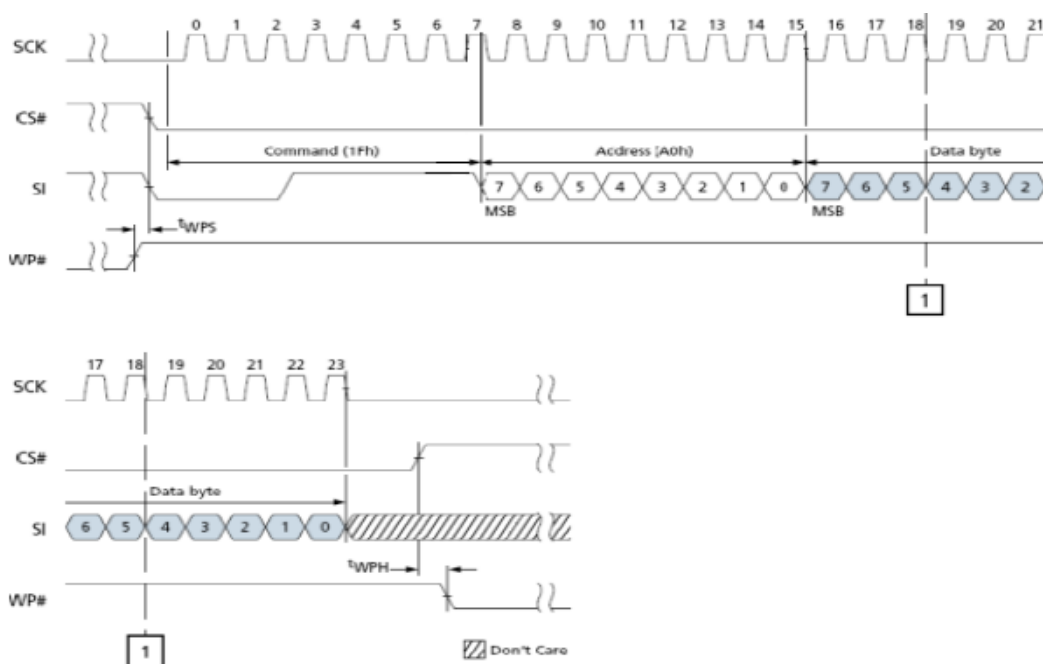 0 1 2 3 4 5 6 7 8 9 10 11 12 13 14 15 16 17 18 19 20 21
SCK
CS#
Command (1Fh) Address (A0h) Data byte
SI 7 6 5 4 3 2 1 0 7 6 5 4 3 2
MSB MSB
tWPS
WP#
1
17 18 19 20 21 22 23
SCK
CS#
Data byte
SI 6 5 4 3 2 1 0
tWPH
WP#
1 Don't Care